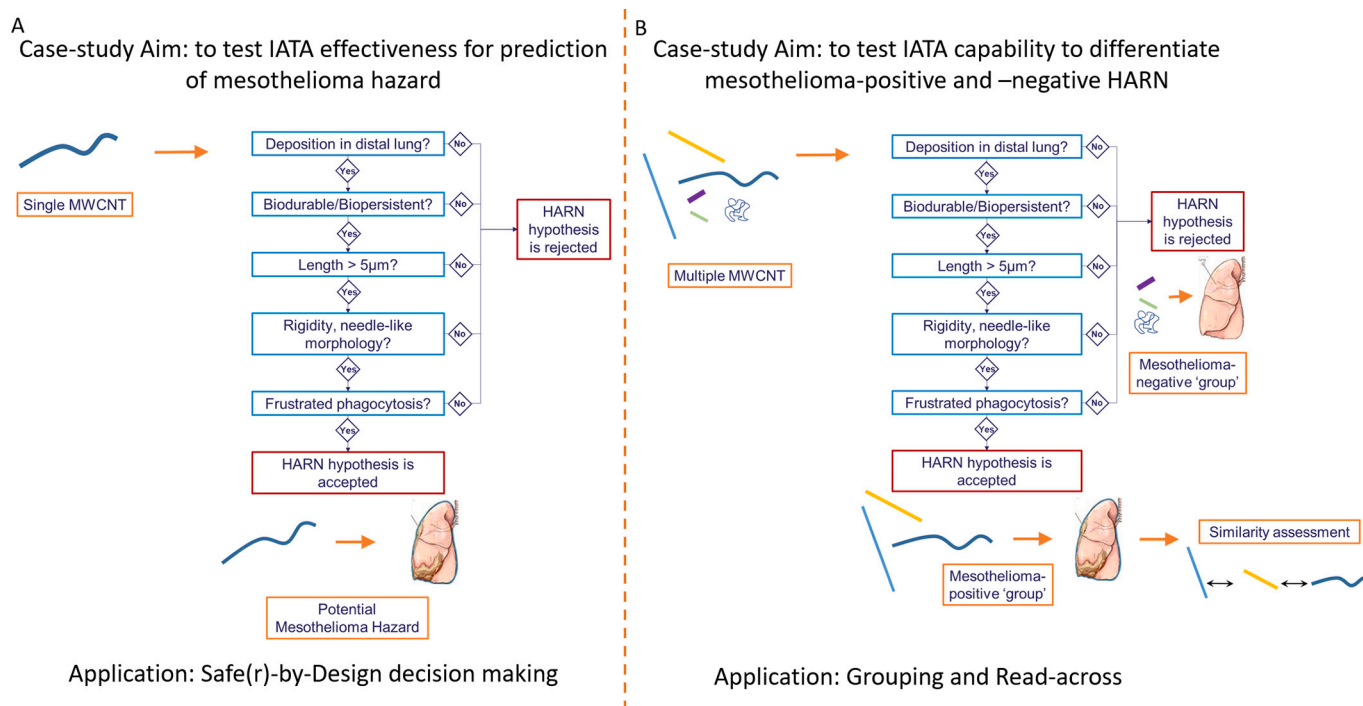 A
Case-study Aim: to test IATA effectiveness for prediction
of mesothelioma hazard
Single MWCNT
Deposition in distal lung?
No
Yes
Biodurable/Biopersistent?
No
Yes
Length > 5µm?
No
Yes
Rigidity, needle-like
morphology?
No
Yes
Frustrated phagocytosis?
No
Yes
HARN
hypothesis
is rejected
HARN hypothesis is
accepted
Potential
Mesothelioma Hazard
Application: Safe(r)-by-Design decision making
B
Case-study Aim: to test IATA capability to differentiate
mesothelioma-positive and –negative HARN
Multiple MWCNT
Deposition in distal lung?
No
Yes
Biodurable/Biopersistent?
No
Yes
Length > 5µm?
No
Yes
Rigidity, needle-like
morphology?
No
Yes
Frustrated phagocytosis?
No
Yes
HARN
hypothesis
is rejected
Mesothelioma-
negative ‘group’
HARN hypothesis is
accepted
Mesothelioma-
positive ‘group’
Similarity assessment
Application: Grouping and Read-across